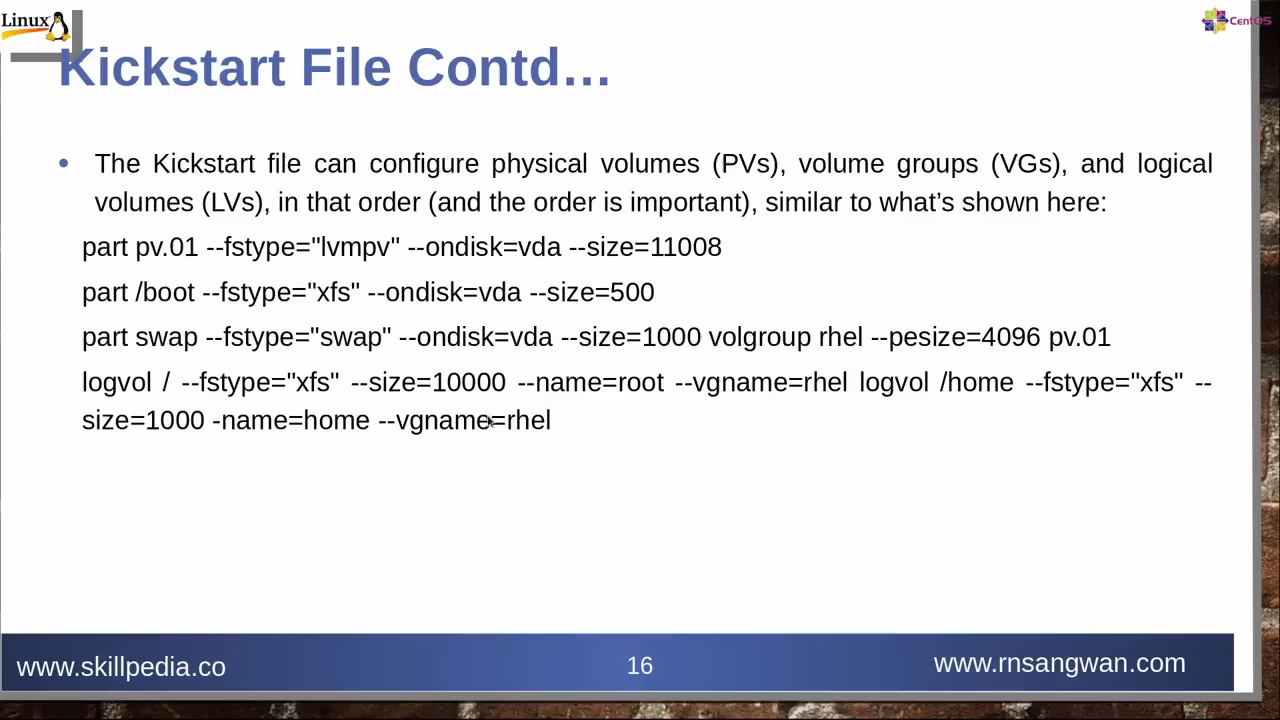 Linux
CentOS
Kickstart File Contd…
• The Kickstart file can configure physical volumes (PVs), volume groups (VGs), and logical
volumes (LVs), in that order (and the order is important), similar to what’s shown here:
part pv.01 --fstype="lvmpv" --ondisk=vda --size=11008
part /boot --fstype="xfs" --ondisk=vda --size=500
part swap --fstype="swap" --ondisk=vda --size=1000 volgroup rhel --pesize=4096 pv.01
logvol / --fstype="xfs" --size=10000 --name=root --vgname=rhel logvol /home --fstype="xfs" --
size=1000 -name=home --vgname=rhel
www.skillpedia.co
16
www.rnsangwan.com